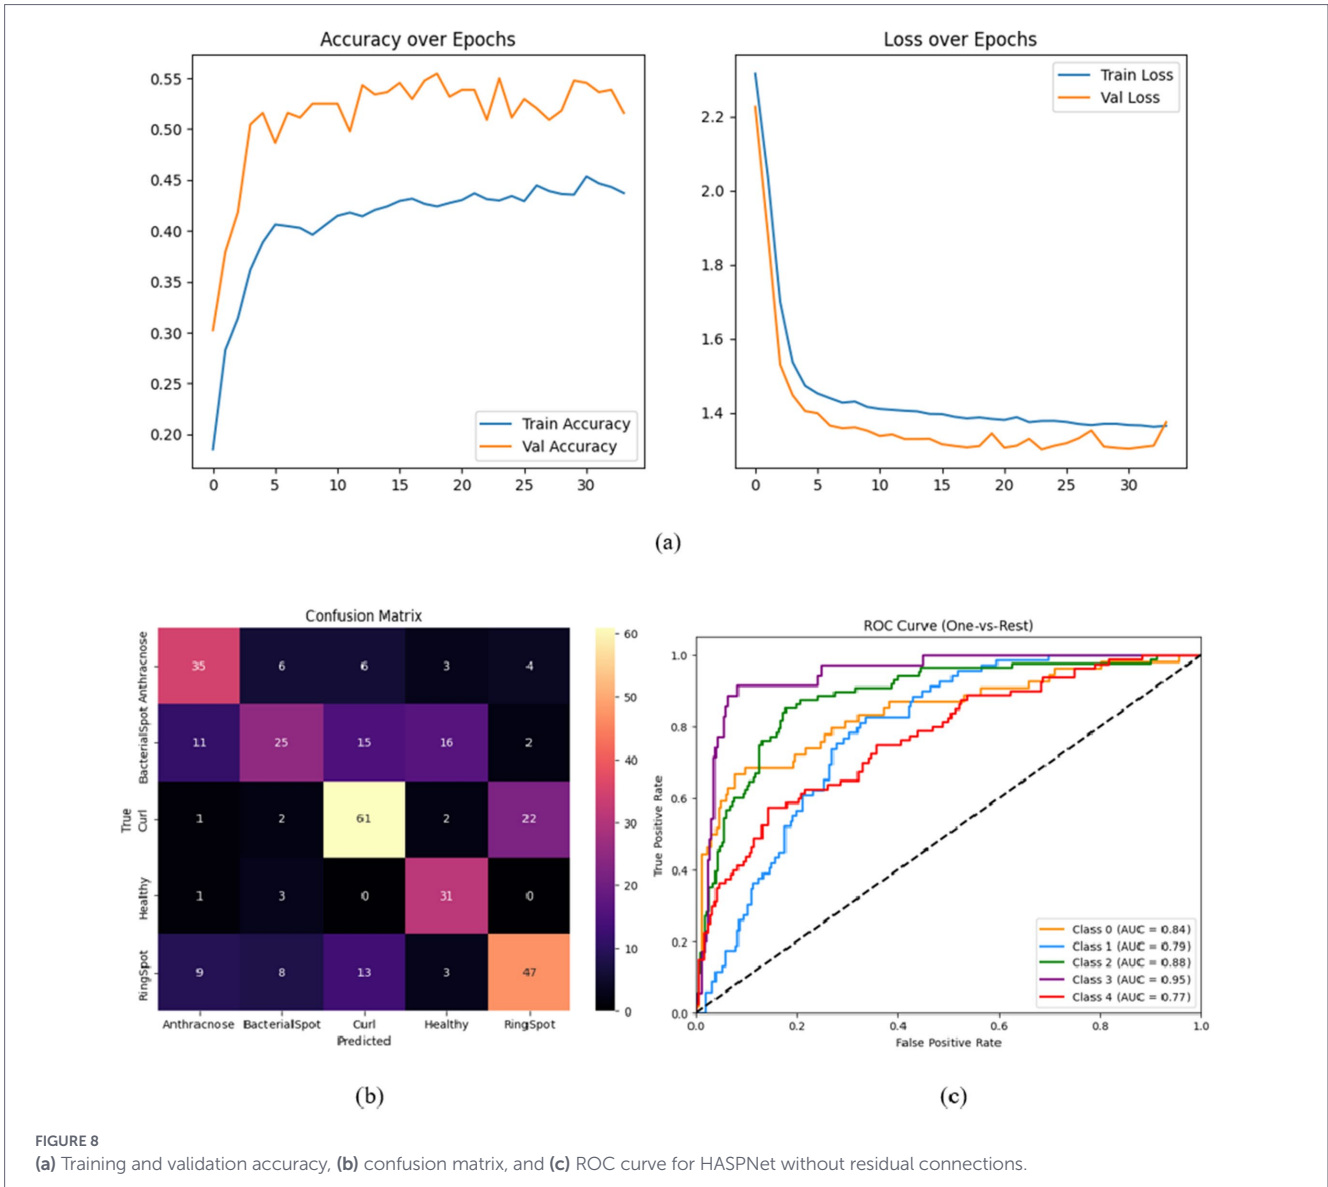 Accuracy over Epochs
0.55
0.50
0.45
0.40
0.35
0.30
0.25
0.20
Train Accuracy
Val Accuracy
0 5 10 15 20 25 30
Loss over Epochs
Train Loss
Val Loss
2.2
2.0
1.8
1.6
1.4
0 5 10 15 20 25 30
(a)
Confusion Matrix
True
Anthracnose
35 6 6 3 4
BacterialSpot
11 25 15 16 2
Curl
1 2 61 2 22
Healthy
1 3 0 31 0
RingSpot
9 8 13 3 47
Anthracnose BacterialSpot Curl Healthy RingSpot
Predicted
60
50
40
30
20
10
0
(b)
ROC Curve (One-vs-Rest)
True Positive Rate
1.0
0.8
0.6
0.4
0.2
0.0
Class 0 (AUC = 0.84)
Class 1 (AUC = 0.79)
Class 2 (AUC = 0.88)
Class 3 (AUC = 0.95)
Class 4 (AUC = 0.77)
0.0 0.2 0.4 0.6 0.8 1.0
False Positive Rate
(c)
FIGURE 8
(a) Training and validation accuracy, (b) confusion matrix, and (c) ROC curve for HASPNet without residual connections.